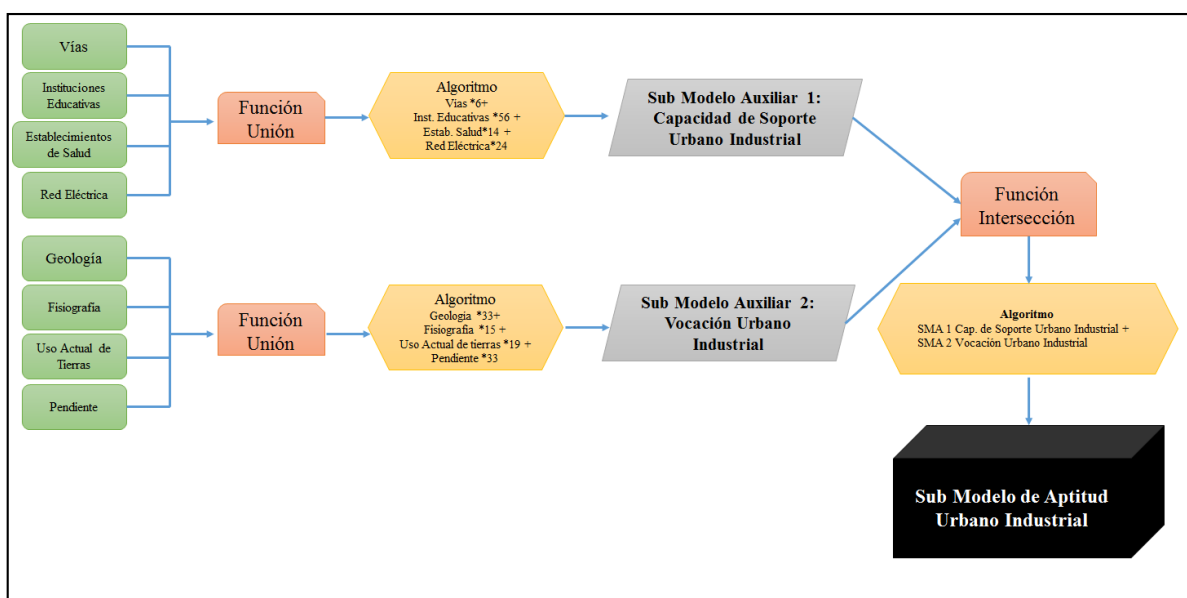 Vías
Instituciones
Educativas
Establecimientos
de Salud
Red Eléctrica
Función
Unión
Algoritmo
Vías *6+
Inst. Educativas *56 +
Estab. Salud*14 +
Red Eléctrica*24
Sub Modelo Auxiliar 1:
Capacidad de Soporte
Urbano Industrial
Geología
Fisiografía
Uso Actual de
Tierras
Pendiente
Función
Unión
Algoritmo
Geología *33+
Fisiografía *15 +
Uso Actual de tierras *19 +
Pendiente *33
Sub Modelo Auxiliar 2:
Vocación Urbano
Industrial
Función
Intersección
Algoritmo
SMA 1 Cap. de Soporte Urbano Industrial +
SMA 2 Vocación Urbano Industrial
Sub Modelo de Aptitud
Urbano Industrial